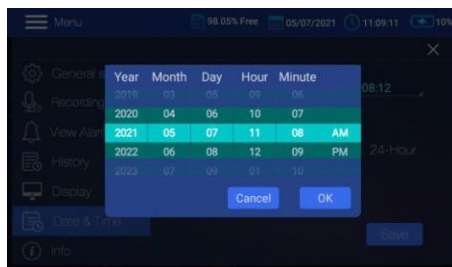 Menu 98.05% Free 05/07/2021 11:09:11 10%
General s
Year Month Day Hour Minute
2019 03 05 09 06
08:12
Recording
2020 04 06 10 07
View Alar
2021 05 07 11 08 AM
2022 06 08 12 09 PM
24-Hour
History
2023 07 09 01 10
Display
Cancel OK
Date & Time
Save
Info